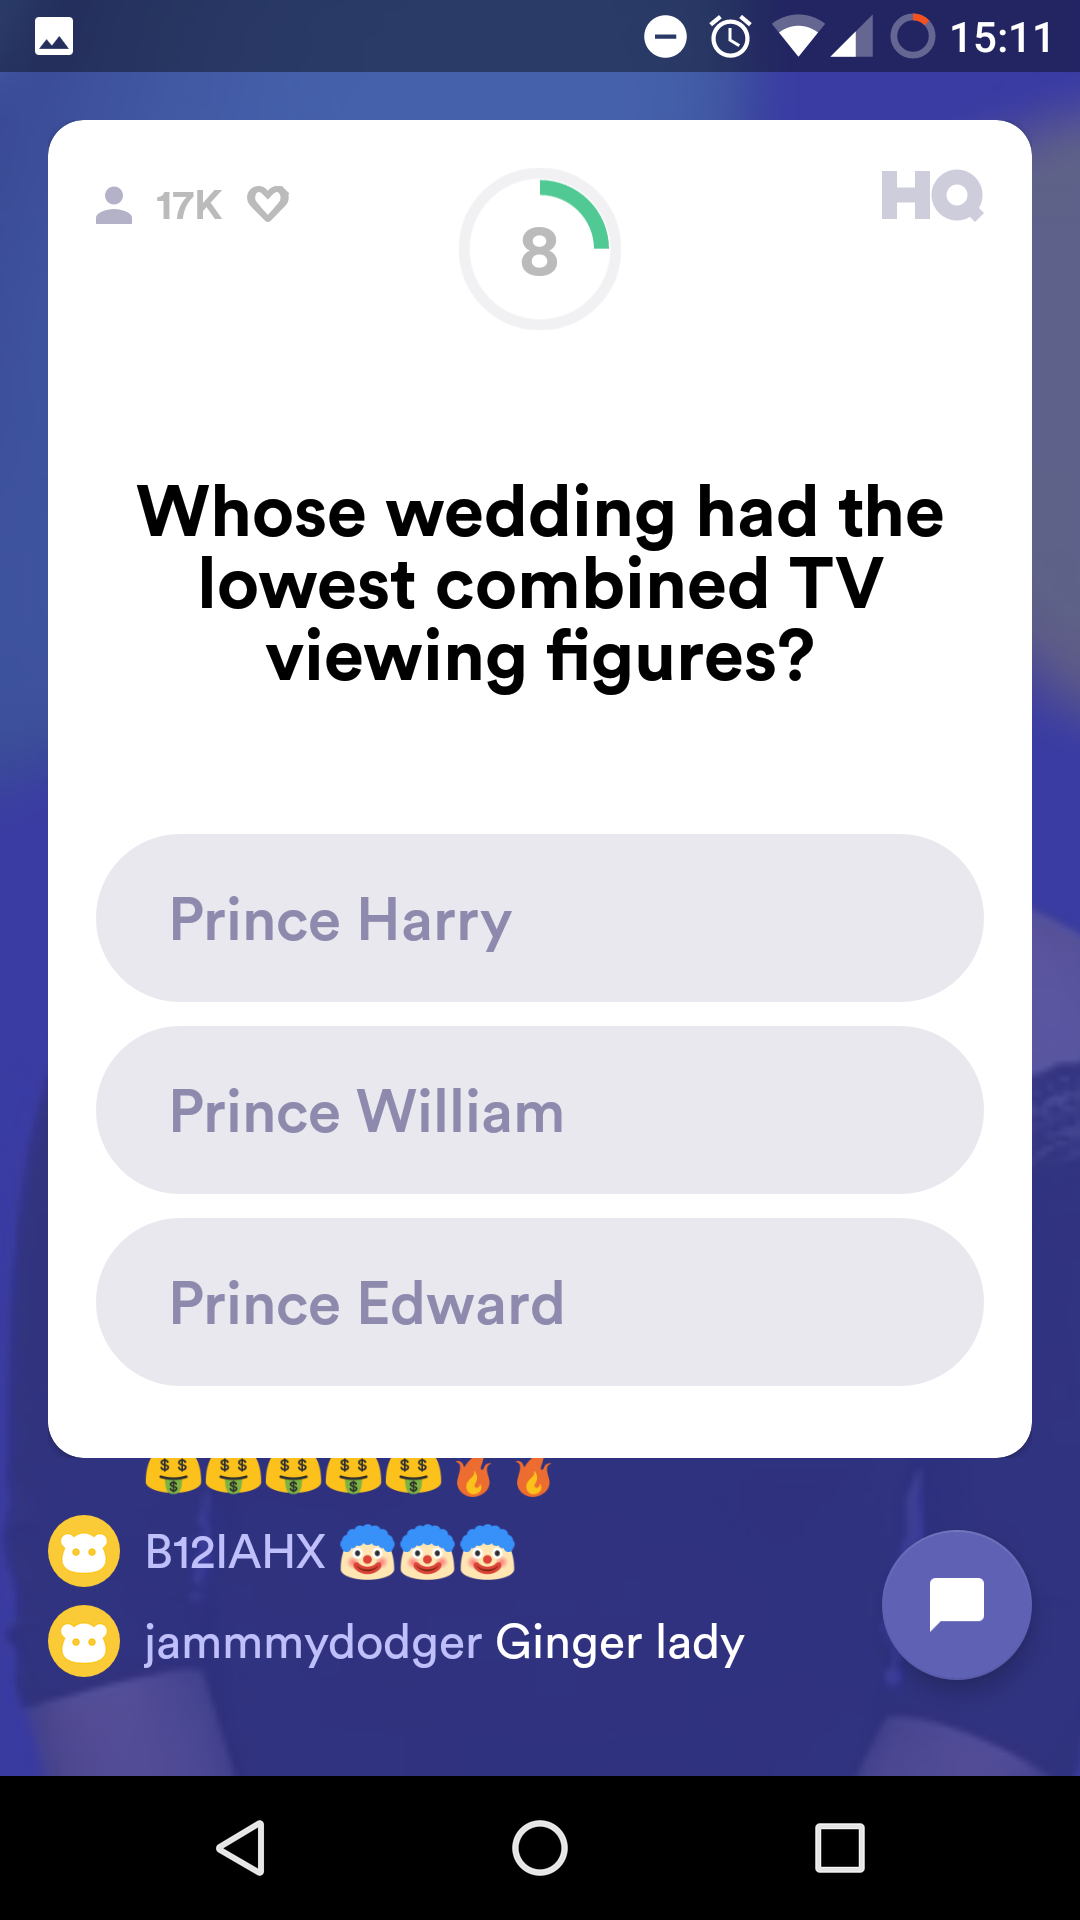 15:11
17K
8
HQ
Whose wedding had the
lowest combined TV
viewing figures?
Prince Harry
Prince William
Prince Edward
B12IAHX 🤡🤡🤡
jammmydodger Ginger lady